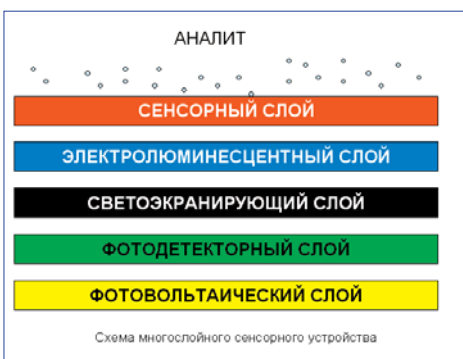 АНАЛИТ
СЕНСОРНЫЙ СЛОЙ
ЭЛЕКТРОЛЮМИНЕСЦЕНТНЫЙ СЛОЙ
СВЕТОЭКРАНИРУЮЩИЙ СЛОЙ
ФОТОДЕТЕКТОРНЫЙ СЛОЙ
ФОТОВОЛЬТАИЧЕСКИЙ СЛОЙ
Схема многослойного сенсорного устройства